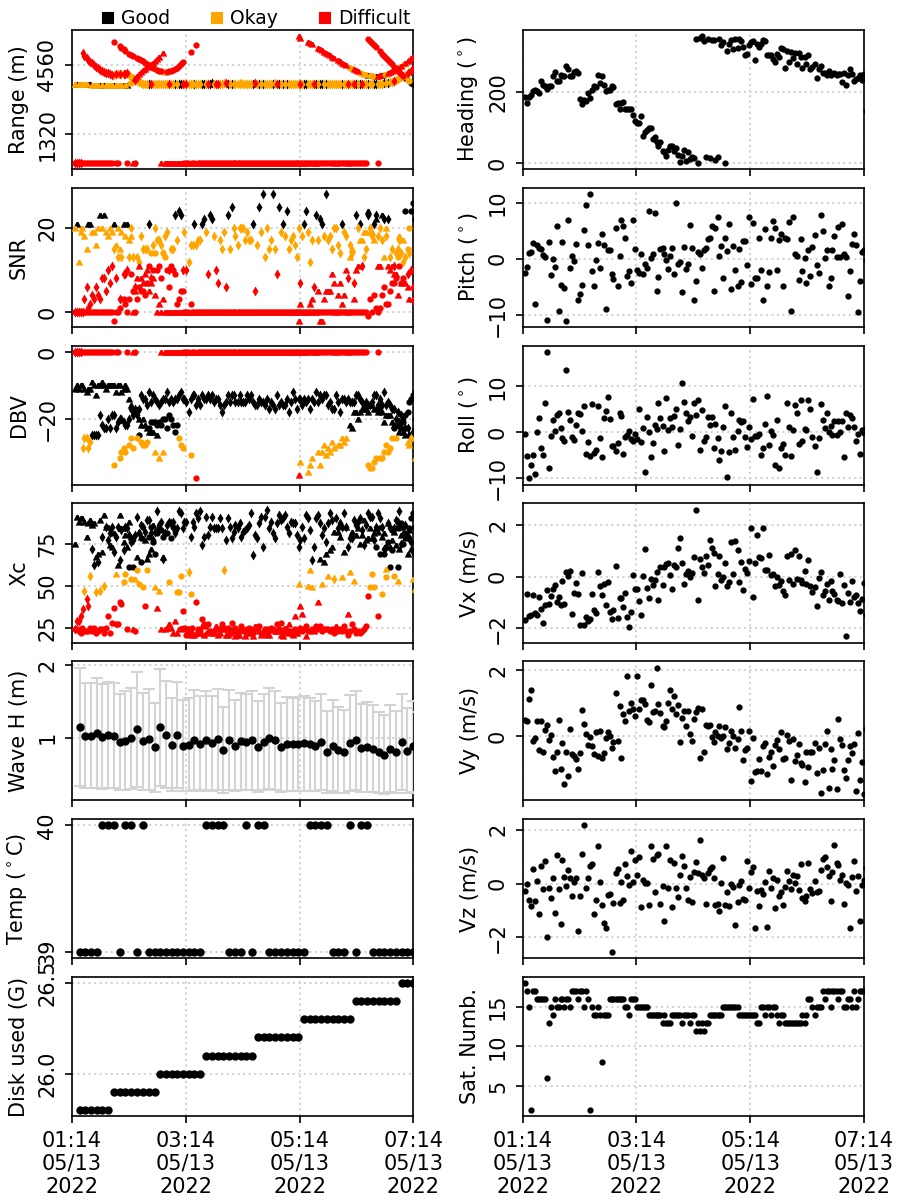 Good Okay Difficult
Range (m)
4560
1320
Heading (°)
200
0
SNR
20
0
Pitch (°)
10
0
−10
DBV
0
−20
Roll (°)
10
0
−10
Xc
75
50
25
Vx (m/s)
2
0
−2
Wave H (m)
2
1
Vy (m/s)
2
0
Temp (°C)
40
39
Vz (m/s)
2
0
−2
Disk used (G)
26.5
26.0
Sat. Numb.
15
10
5
01:14 03:14 05:14 07:14 01:14 03:14 05:14 07:14
05/13 05/13 05/13 05/13 05/13 05/13 05/13 05/13
2022 2022 2022 2022 2022 2022 2022 2022